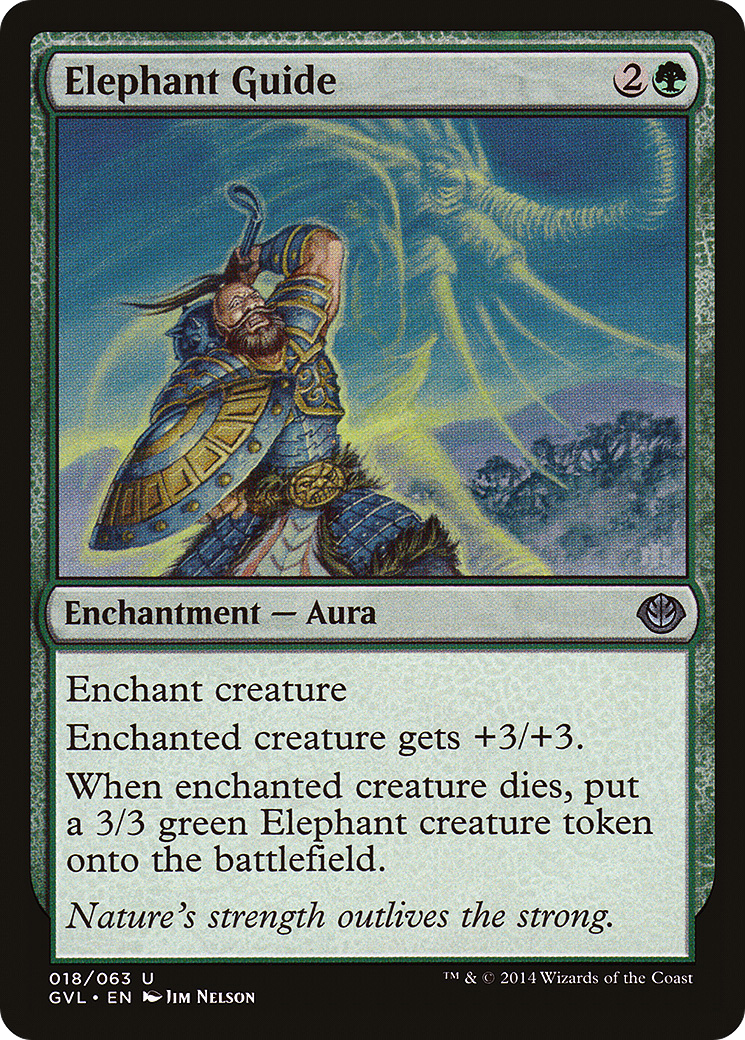 Elephant Guide 2
Enchantment — Aura
Enchant creature
Enchanted creature gets +3/+3.
When enchanted creature dies, put
a 3/3 green Elephant creature token
onto the battlefield.
Nature's strength outlives the strong.
018/063 U
GVL • EN Jim Nelson
™ & © 2014 Wizards of the Coast